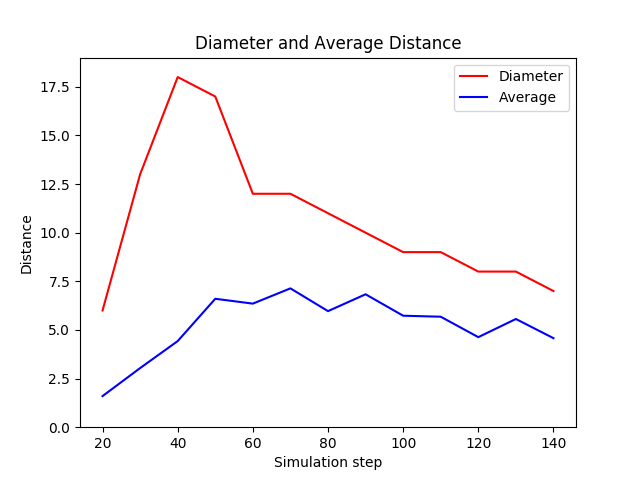 Diameter and Average Distance
Diameter
Average
17.5
15.0
12.5
10.0
7.5
5.0
2.5
0.0
Distance
20 40 60 80 100 120 140
Simulation step